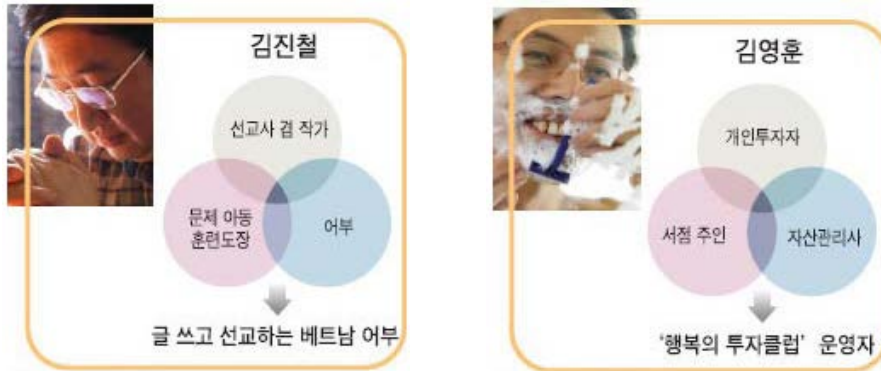 김진철
선교사 겸 작가
문제 아동
훈련도장
어부
글 쓰고 선교하는 베트남 어부
김영훈
개인투자자
서점 주인
자산관리사
'행복의 투자클럽' 운영자